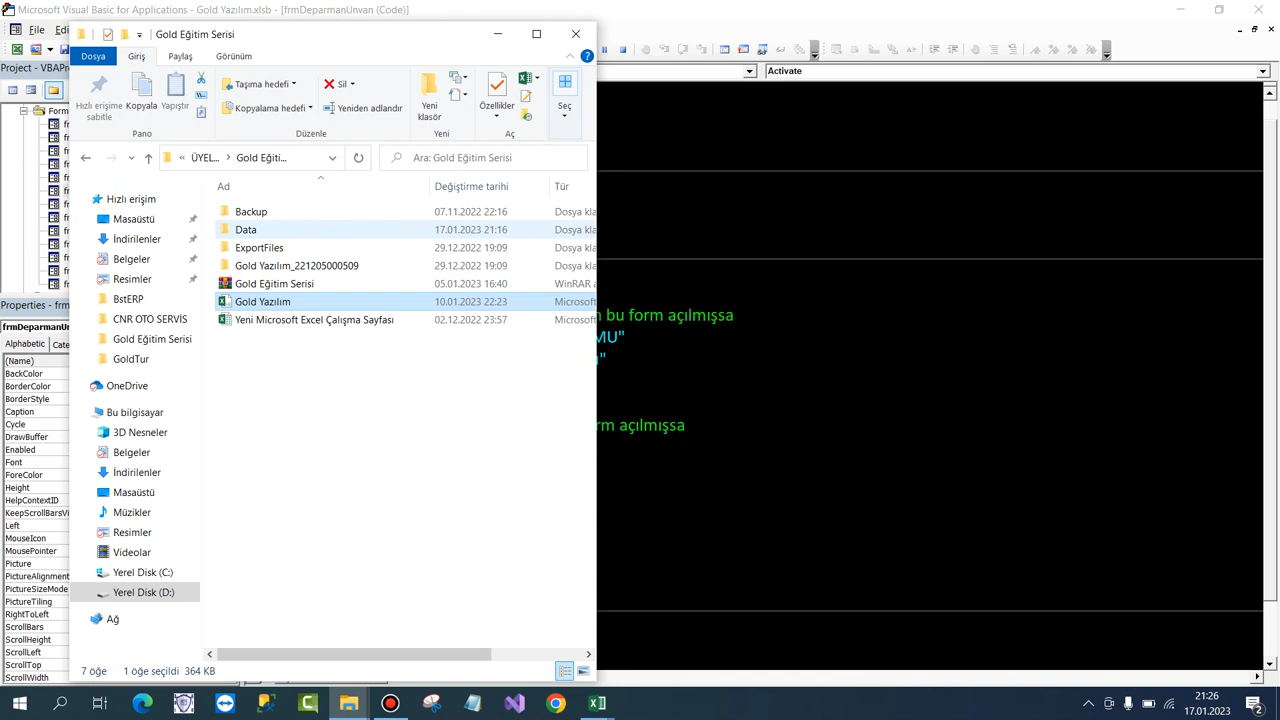 Microsoft Visual Basic for Applications - Gold Yazılım.xlsb - [frmDeparmanUnvan (Code)]
File
Project - VBAPro
Form
Activate
Gold Eğitim Serisi
Dosya
Giriş
Paylaş
Görünüm
Hızlı erişime sabitle
Kopyala
Yapıştır
Pano
Taşıma hedefi
Kopyalama hedefi
Sil
Yeniden adlandır
Düzenle
Yeni klasör
Yeni
Özellikler
Aç
Seç
« ÜYEL... > Gold Eğiti...
Ara: Gold Eğitim Serisi
Ad
Değiştirme tarihi
Tür
Backup 07.11.2022 22:16 Dosya kla
Data 17.01.2023 21:16 Dosya kla
ExportFiles 29.12.2022 19:09 Dosya kla
Gold Yazılım_221205000509 29.12.2022 19:09 Dosya kla
Gold Eğitim Serisi 05.01.2023 16:40 WinRAR a
Gold Yazılım 10.01.2023 22:23 Microsoft
Yeni Microsoft Excel Çalışma Sayfası 02.12.2022 23:57 Microsoft
Hızlı erişim
Masaüstü
İndirilenler
Belgeler
Resimler
BstERP
CNR OTO SERVİS
Gold Eğitim Serisi
GoldTur
OneDrive
Bu bilgisayar
3D Nesneler
Belgeler
İndirilenler
Masaüstü
Müzikler
Resimler
Videolar
Yerel Disk (C:)
Yerel Disk (D:)
Ağ
7 öğe
1 öğe seçildi 364 KB
n bu form açılmışsa
MU"
rm açılmışsa
Properties - frmDeparm
frmDeparmanUn
Alphabetic
Cate
(Name)
BackColor
BorderColor
BorderStyle
Caption
Cycle
DrawBuffer
Enabled
Font
ForeColor
Height
HelpContextID
KeepScrollBarsVi
Left
MouseIcon
MousePointer
Picture
PictureAlignment
PictureSizeMode
PictureTiling
RightToLeft
ScrollBars
ScrollHeight
ScrollLeft
ScrollTop
ScrollWidth
21:26
17.01.2023
2